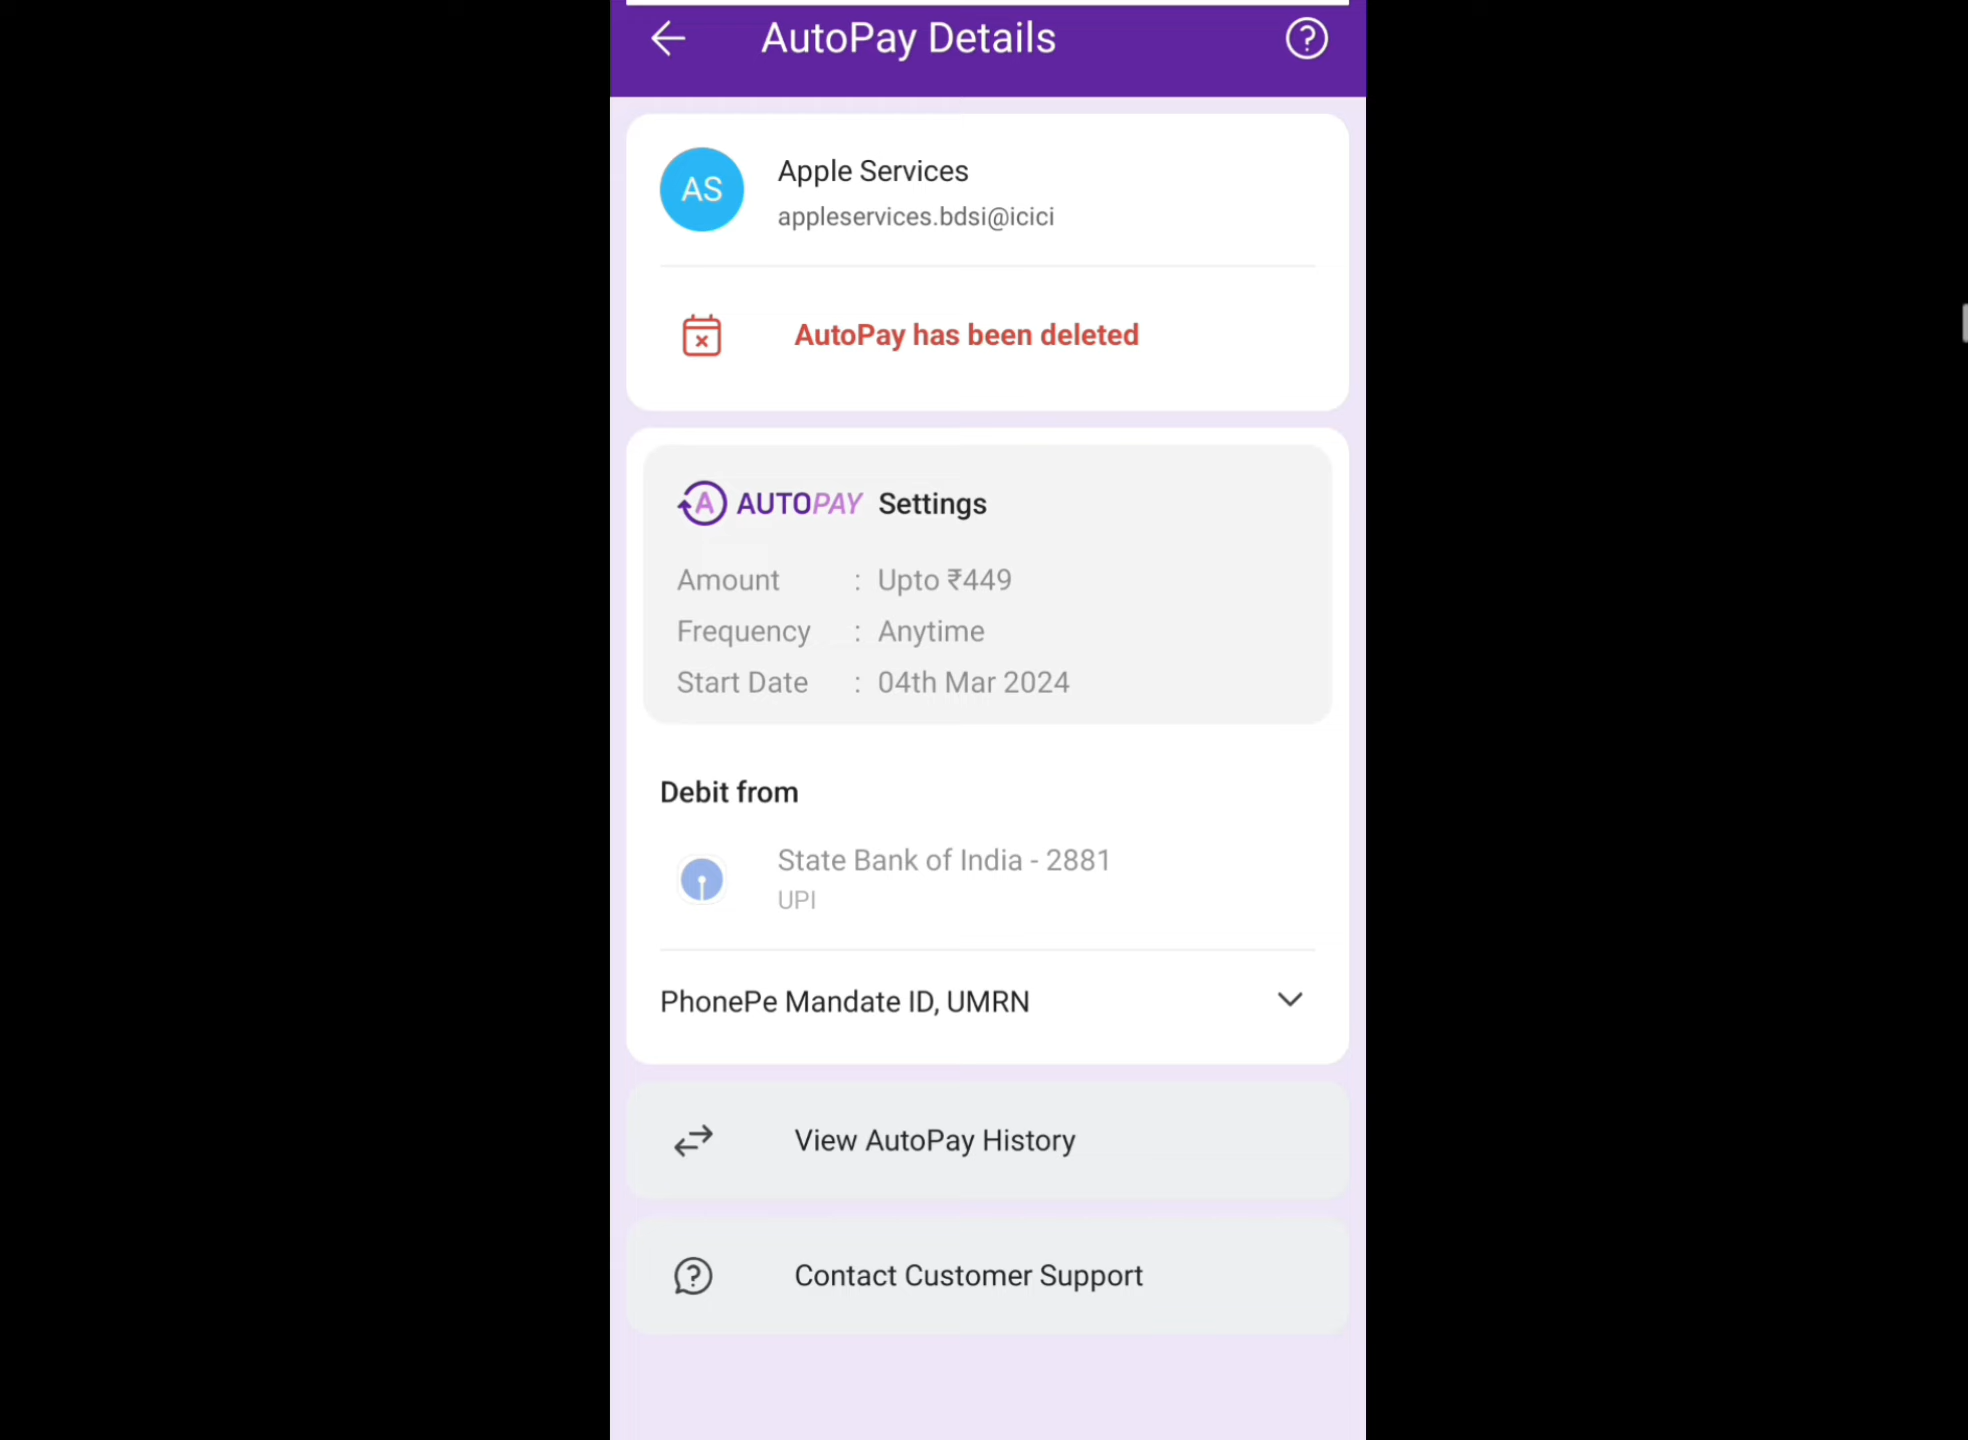 AutoPay Details
AS
Apple Services
appleservices.bdsi@icici
AutoPay has been deleted
A AUTOPAY Settings
Amount : Upto ₹449
Frequency : Anytime
Start Date : 04th Mar 2024
Debit from
State Bank of India - 2881
UPI
PhonePe Mandate ID, UMRN
View AutoPay History
Contact Customer Support